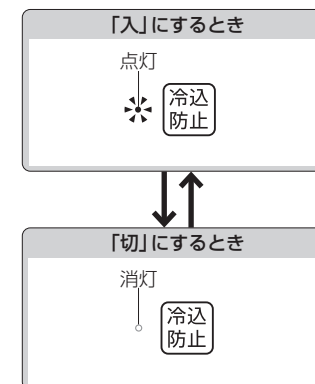 「入」にするとき
点灯
冷込
防止
「切」にするとき
消灯
冷込
防止